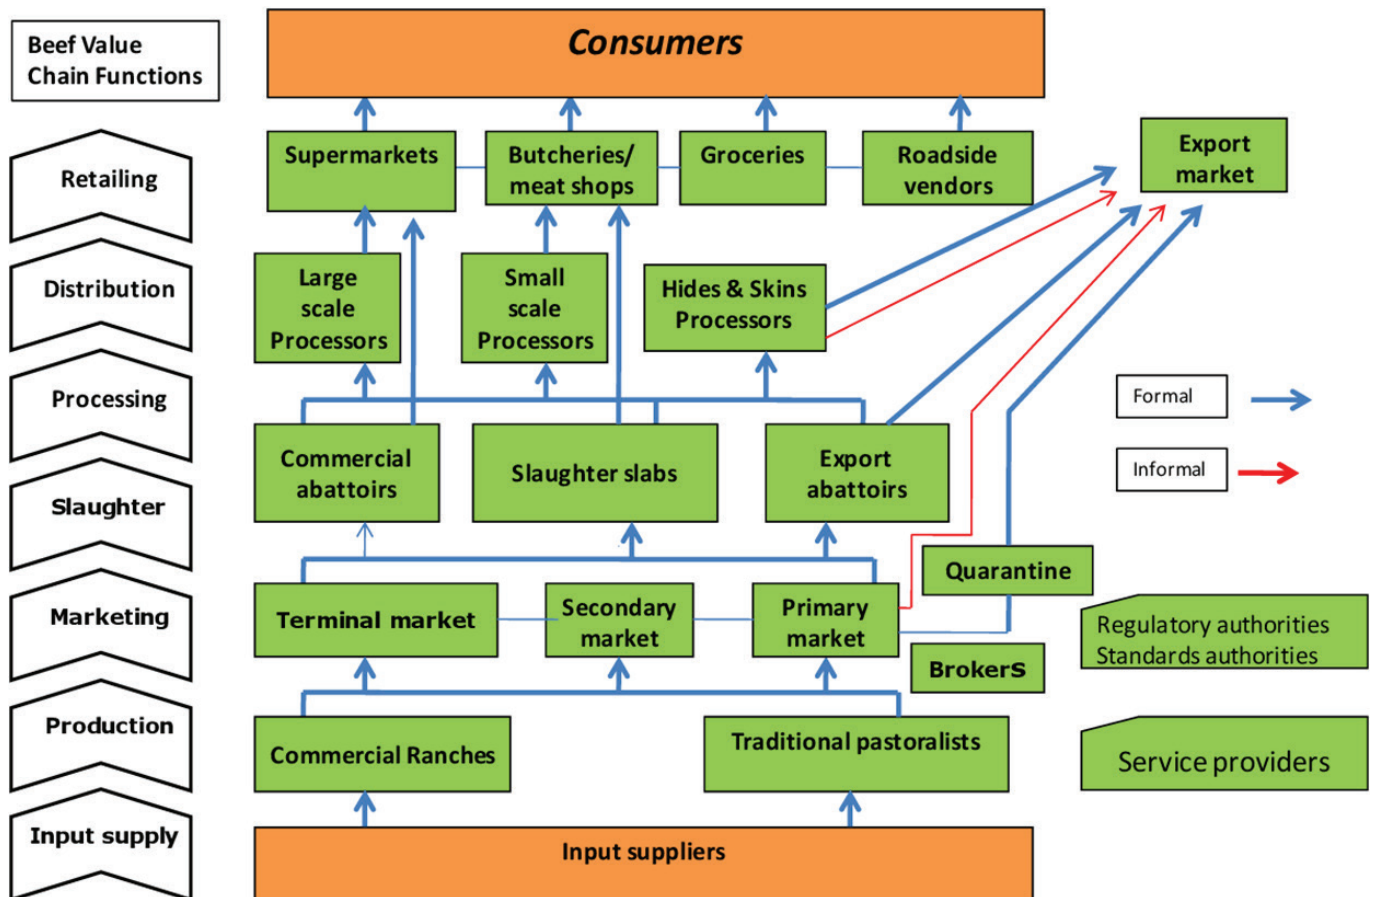 Beef Value
Chain Functions
Consumers
Retailing
Supermarkets
Butcheries/
meat shops
Groceries
Roadside
vendors
Export
market
Distribution
Large
scale
Processors
Small
scale
Processors
Hides & Skins
Processors
Processing
Formal
Commercial
abattoirs
Slaughter slabs
Export
abattoirs
Informal
Slaughter
Quarantine
Marketing
Terminal market
Secondary
market
Primary
market
Brokers
Regulatory authorities
Standards authorities
Production
Commercial Ranches
Traditional pastoralists
Service providers
Input supply
Input suppliers